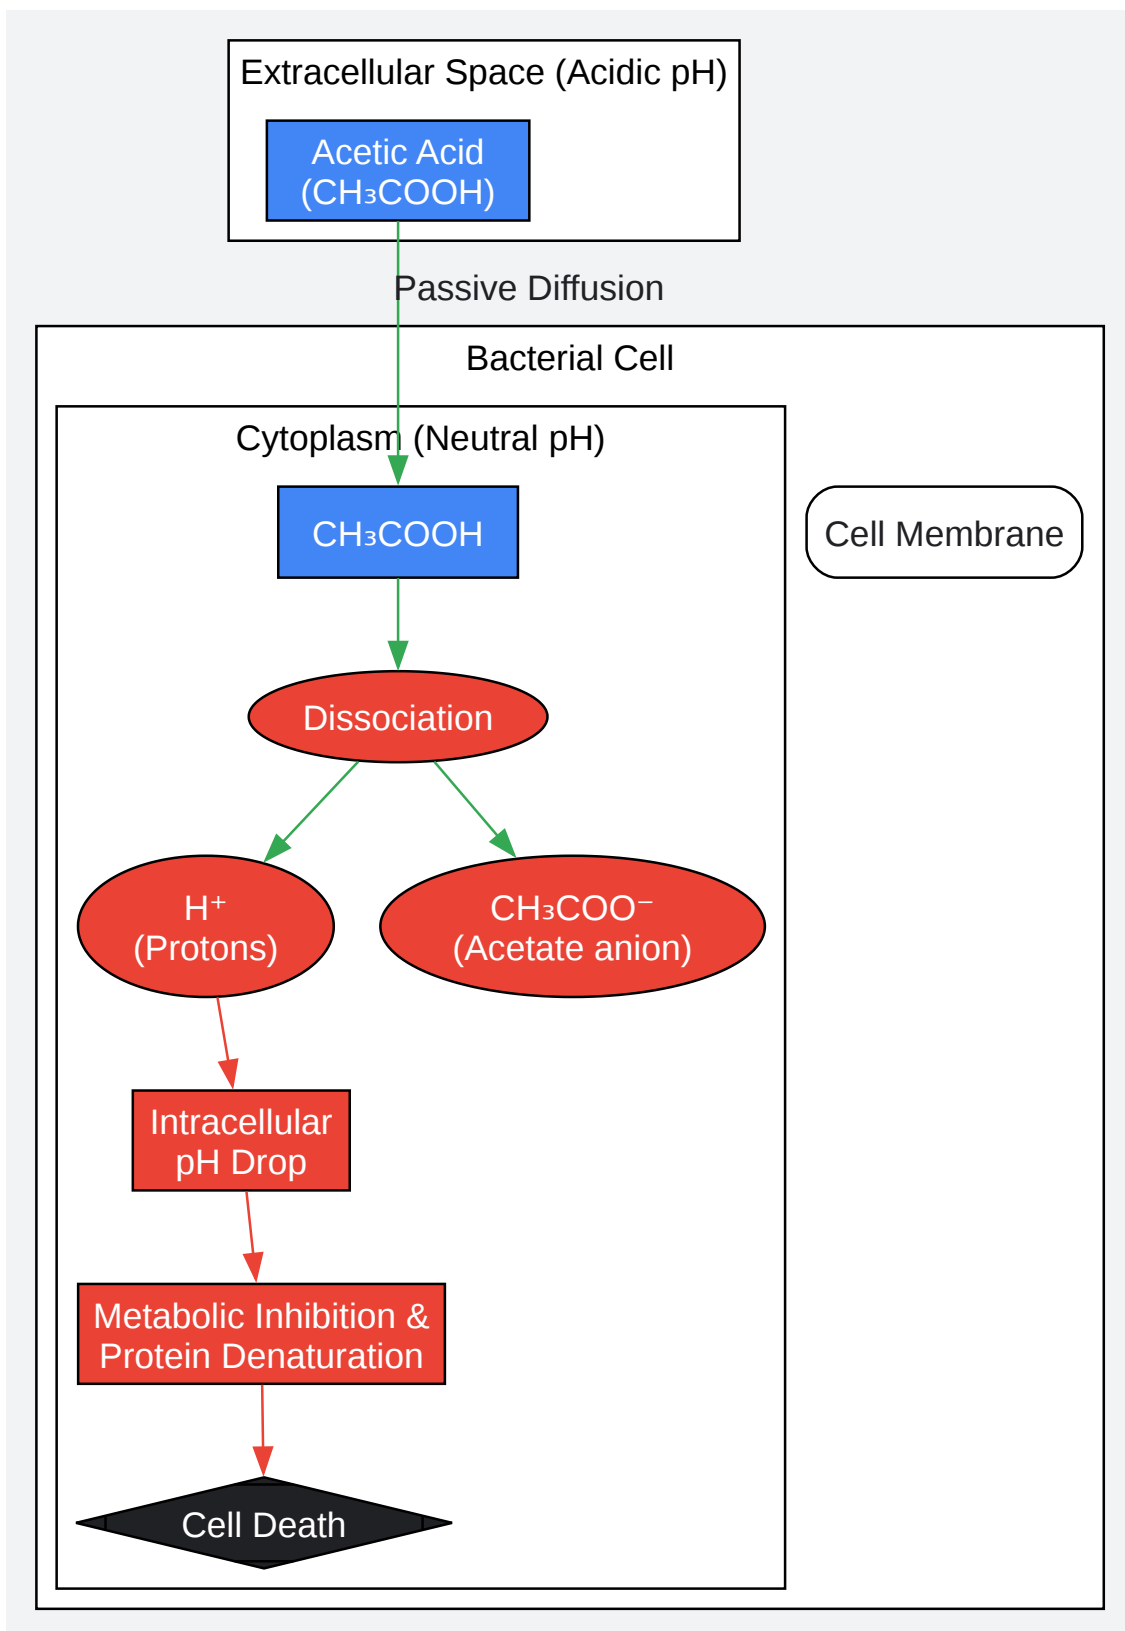 Extracellular Space (Acidic pH)
Acetic Acid
(CH₃COOH)
Passive Diffusion
Bacterial Cell
Cytoplasm (Neutral pH)
CH₃COOH
Cell Membrane
Dissociation
H⁺
(Protons)
CH₃COO⁻
(Acetate anion)
Intracellular
pH Drop
Metabolic Inhibition &
Protein Denaturation
Cell Death